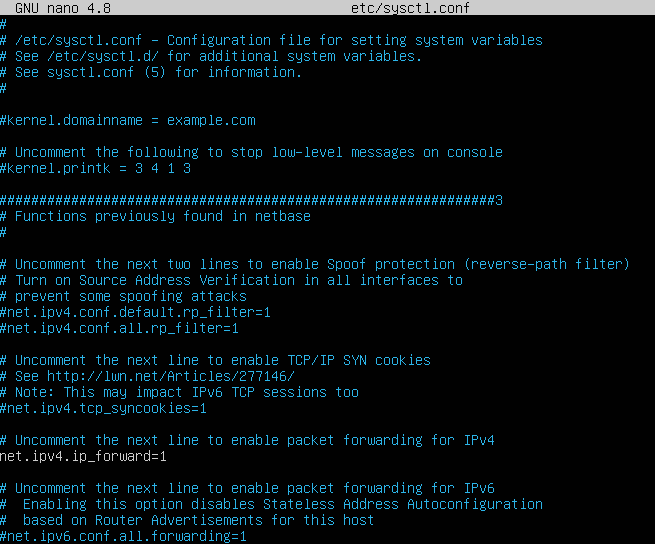 GNU nano 4.8 etc/sysctl.conf
#
# /etc/sysctl.conf - Configuration file for setting system variables
# See /etc/sysctl.d/ for additional system variables.
# See sysctl.conf (5) for information.
#
#kernel.domainname = example.com
# Uncomment the following to stop low-level messages on console
#kernel.printk = 3 4 1 3
##############################################################3
# Functions previously found in netbase
#
# Uncomment the next two lines to enable Spoof protection (reverse-path filter)
# Turn on Source Address Verification in all interfaces to
# prevent some spoofing attacks
#net.ipv4.conf.default.rp_filter=1
#net.ipv4.conf.all.rp_filter=1
# Uncomment the next line to enable TCP/IP SYN cookies
# See http://lwn.net/Articles/277146/
# Note: This may impact IPv6 TCP sessions too
#net.ipv4.tcp_syncookies=1
# Uncomment the next line to enable packet forwarding for IPv4
net.ipv4.ip_forward=1
# Uncomment the next line to enable packet forwarding for IPv6
#  Enabling this option disables Stateless Address Autoconfiguration
#  based on Router Advertisements for this host
#net.ipv6.conf.all.forwarding=1